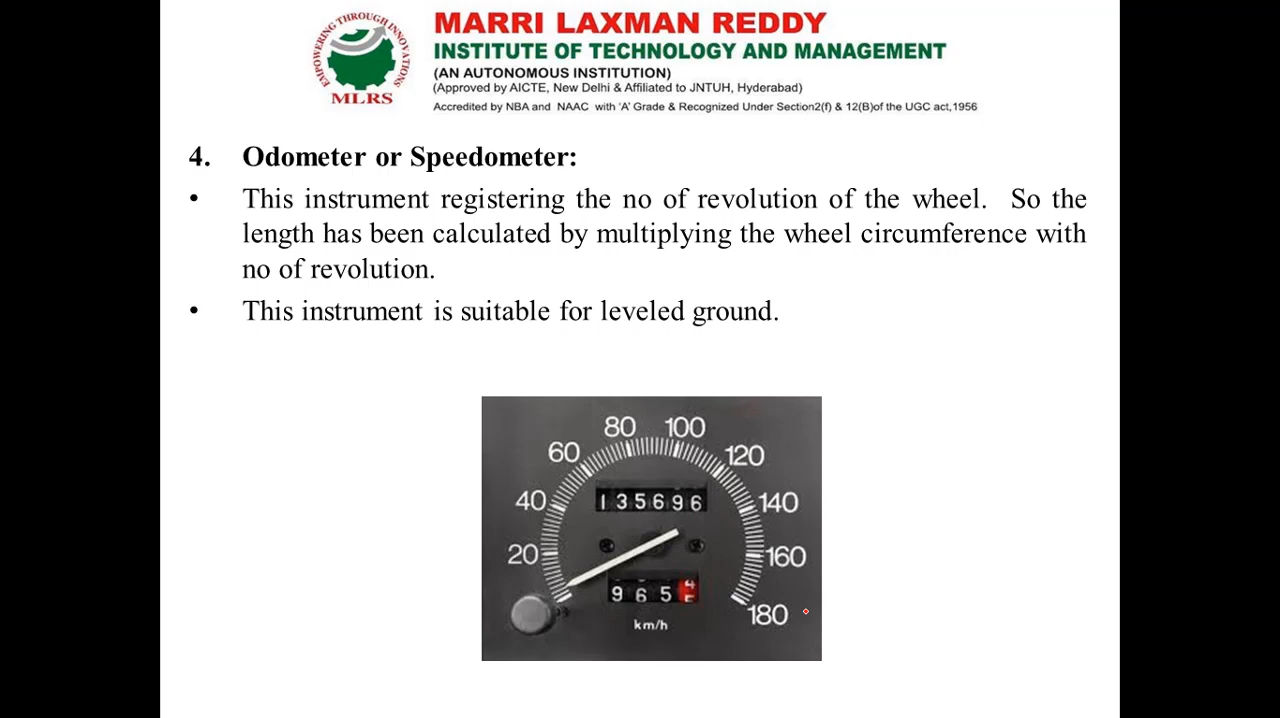 EMPOWERING THROUGH INNOVATIONS
MLRS
MARRI LAXMAN REDDY
INSTITUTE OF TECHNOLOGY AND MANAGEMENT
(AN AUTONOMOUS INSTITUTION)
(Approved by AICTE, New Delhi & Affiliated to JNTUH, Hyderabad)
Accredited by NBA and NAAC with 'A' Grade & Recognized Under Section2(f) & 12(B)of the UGC act,1956
4. Odometer or Speedometer:
• This instrument registering the no of revolution of the wheel. So the
length has been calculated by multiplying the wheel circumference with
no of revolution.
• This instrument is suitable for leveled ground.
80 100
60 120
40 135696 140
20 160
965 4
5
180
km/h